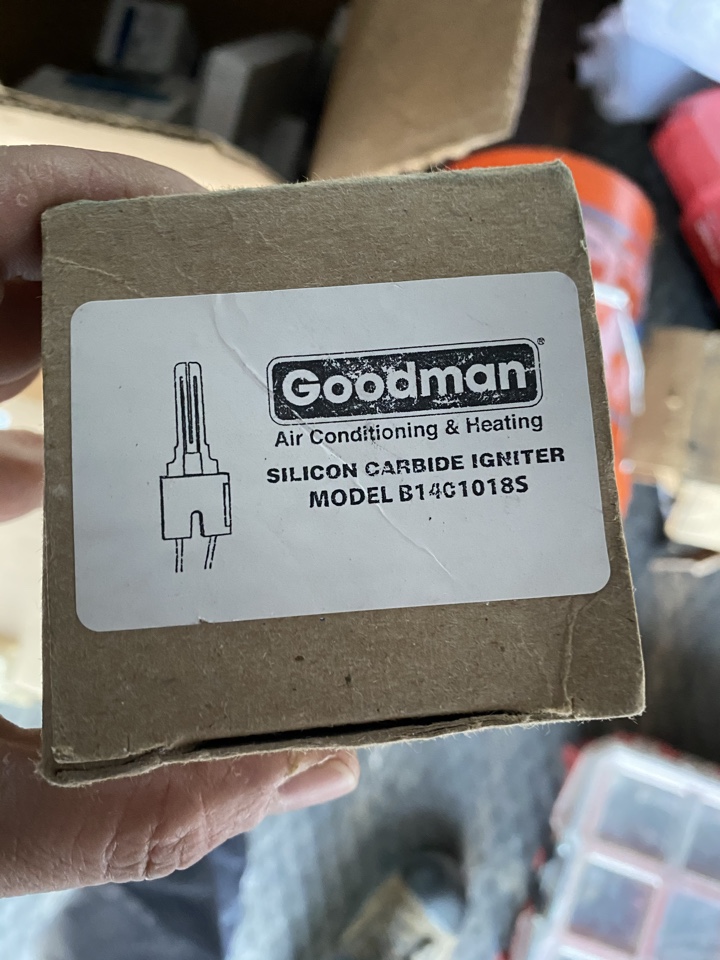 Goodman®
Air Conditioning & Heating
SILICON CARBIDE IGNITER
MODEL B1401018S